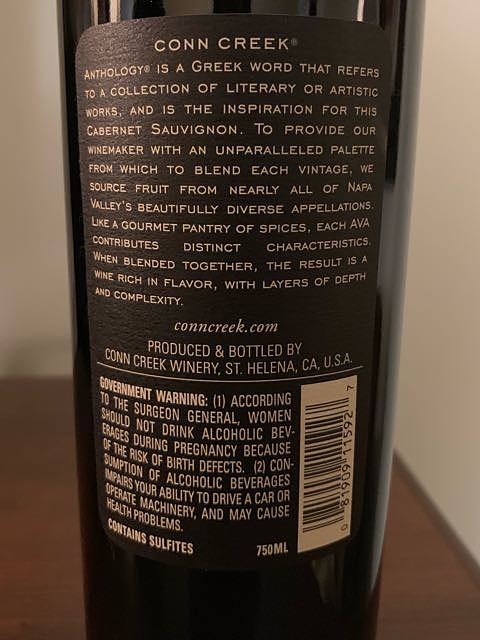 CONN CREEK®
ANTHOLOGY® IS A GREEK WORD THAT REFERS
TO A COLLECTION OF LITERARY OR ARTISTIC
WORKS, AND IS THE INSPIRATION FOR THIS
CABERNET SAUVIGNON. TO PROVIDE OUR
WINEMAKER WITH AN UNPARALLELED PALETTE
FROM WHICH TO BLEND EACH VINTAGE, WE
SOURCE FRUIT FROM NEARLY ALL OF NAPA
VALLEY'S BEAUTIFULLY DIVERSE APPELLATIONS.
LIKE A GOURMET PANTRY OF SPICES, EACH AVA
CONTRIBUTES DISTINCT CHARACTERISTICS.
WHEN BLENDED TOGETHER, THE RESULT IS A
WINE RICH IN FLAVOR, WITH LAYERS OF DEPTH
AND COMPLEXITY.
conncreek.com
PRODUCED & BOTTLED BY
CONN CREEK WINERY, ST. HELENA, CA, U.S.A.
GOVERNMENT WARNING: (1) ACCORDING
TO THE SURGEON GENERAL, WOMEN
SHOULD NOT DRINK ALCOHOLIC BEV-
ERAGES DURING PREGNANCY BECAUSE
OF THE RISK OF BIRTH DEFECTS. (2) CON-
SUMPTION OF ALCOHOLIC BEVERAGES
IMPAIRS YOUR ABILITY TO DRIVE A CAR OR
OPERATE MACHINERY, AND MAY CAUSE
HEALTH PROBLEMS.
CONTAINS SULFITES 750ML
0 81909 11592 7